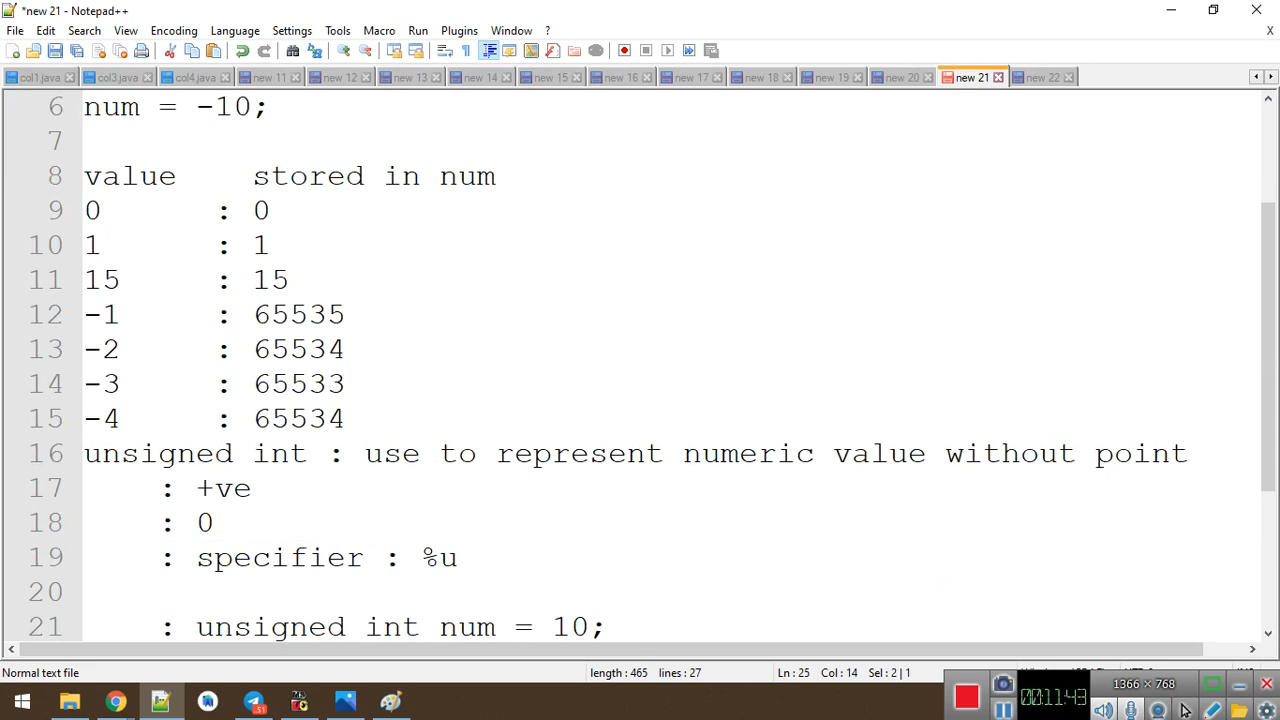 *new 21 - Notepad++
File Edit Search View Encoding Language Settings Tools Macro Run Plugins Window ? X
col1.java col3.java col4.java new 11 new 12 new 13 new 14 new 15 new 16 new 17 new 18 new 19 new 20 new 21 new 22
6 num = -10;
7
8 value stored in num
9 0 : 0
10 1 : 1
11 15 : 15
12 -1 : 65535
13 -2 : 65534
14 -3 : 65533
15 -4 : 65534
16 unsigned int : use to represent numeric value without point
17 : +ve
18 : 0
19 : specifier : %u
20
21 : unsigned int num = 10;
Normal text file length : 465 lines : 27 Ln : 25 Col : 14 Sel : 2 | 1
00:11:43 1366 × 768
51